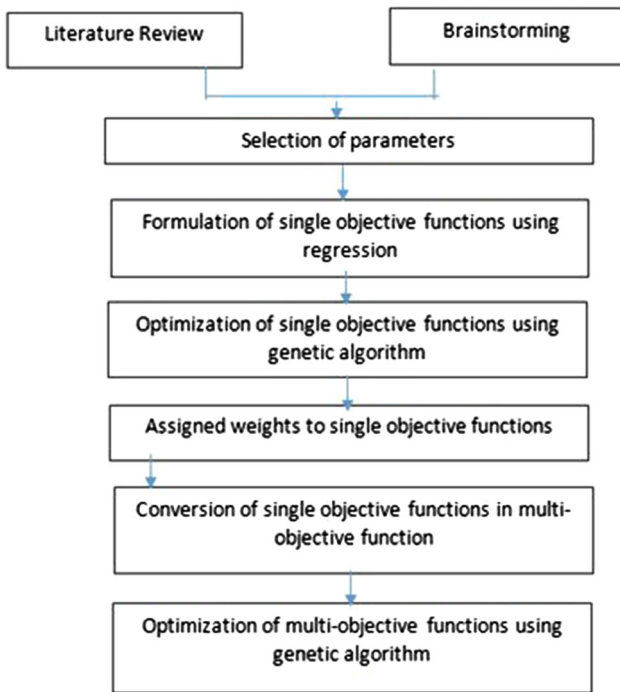 Literature Review
Brainstorming
Selection of parameters
Formulation of single objective functions using
regression
Optimization of single objective functions using
genetic algorithm
Assigned weights to single objective functions
Conversion of single objective functions in multi-
objective function
Optimization of multi-objective functions using
genetic algorithm